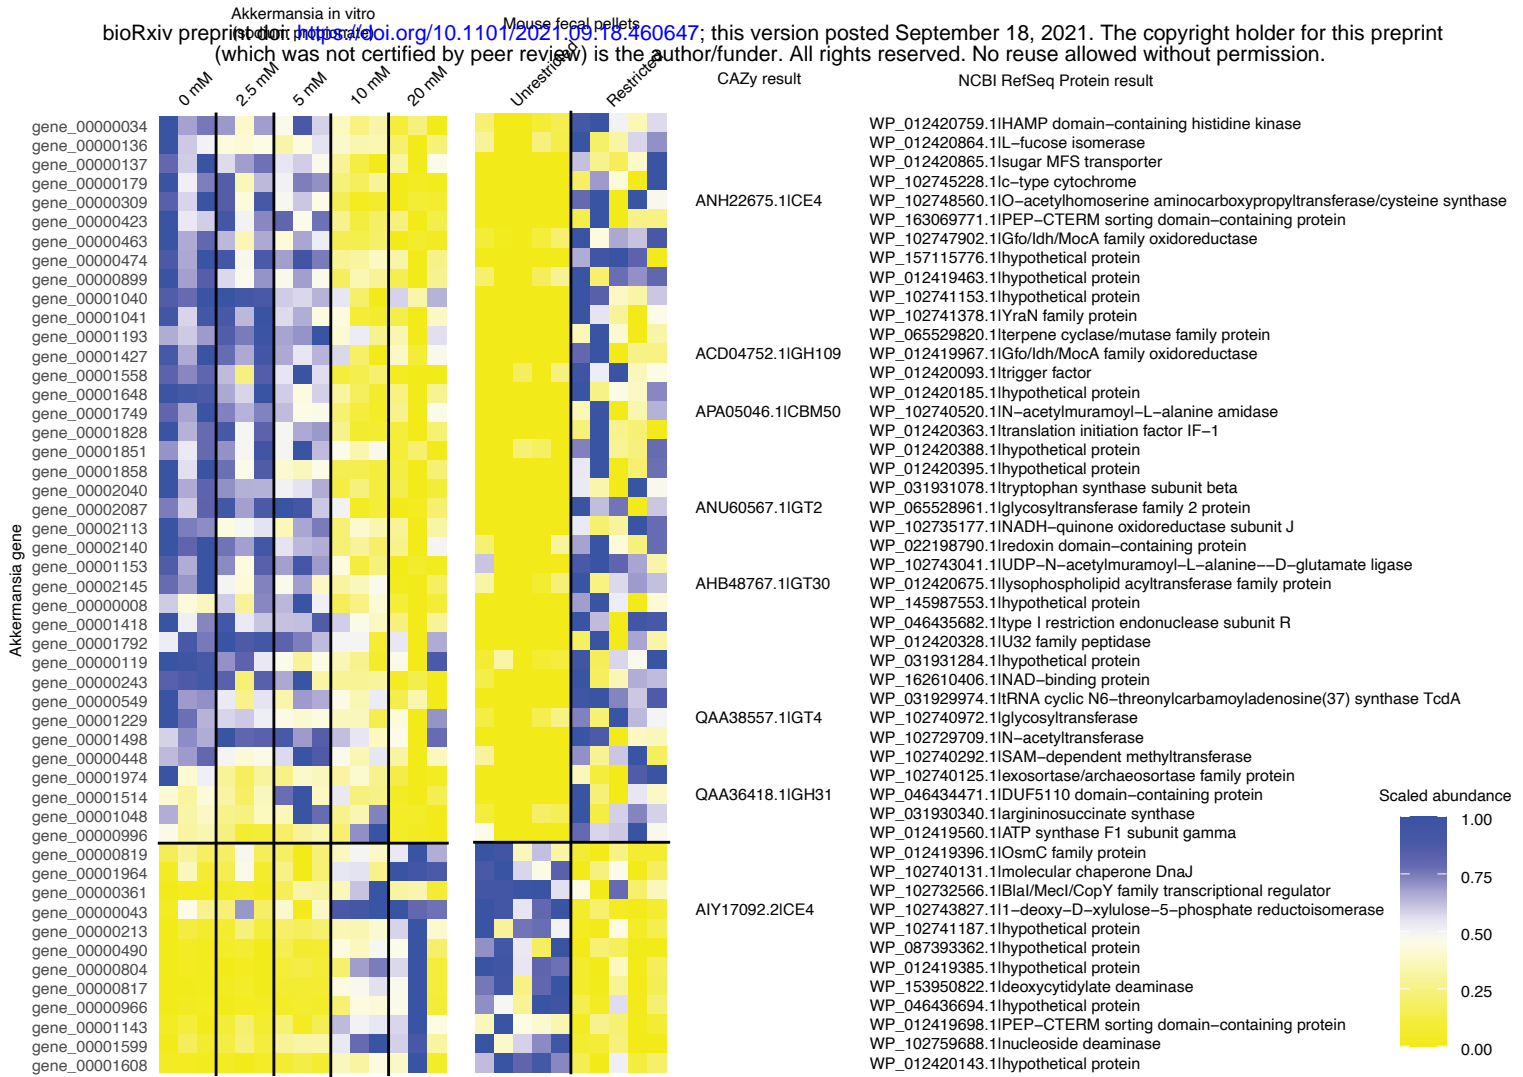 Akkermansia in vitro
(sodium propionate)
Mouse fecal pellets
bioRxiv preprint doi: https://doi.org/10.1101/2021.09.18.460647; this version posted September 18, 2021. The copyright holder for this preprint
(which was not certified by peer review) is the author/funder. All rights reserved. No reuse allowed without permission.
0 mM
2.5 mM
5 mM
10 mM
20 mM
Unrestricted
Restricted
CAZy result
NCBI RefSeq Protein result
Akkermansia gene
gene_00000034 WP_012420759.1|HAMP domain−containing histidine kinase
gene_00000136 WP_012420864.1|L−fucose isomerase
gene_00000137 WP_012420865.1|sugar MFS transporter
gene_00000179 WP_102745228.1|c−type cytochrome
gene_00000309 ANH22675.1|CE4 WP_102748560.1|O−acetylhomoserine aminocarboxypropyltransferase/cysteine synthase
gene_00000423 WP_163069771.1|PEP−CTERM sorting domain−containing protein
gene_00000463 WP_102747902.1|Gfo/Idh/MocA family oxidoreductase
gene_00000474 WP_157115776.1|hypothetical protein
gene_00000899 WP_012419463.1|hypothetical protein
gene_00001040 WP_102741153.1|hypothetical protein
gene_00001041 WP_102741378.1|YraN family protein
gene_00001193 WP_065529820.1|terpene cyclase/mutase family protein
gene_00001427 ACD04752.1|GH109 WP_012419967.1|Gfo/Idh/MocA family oxidoreductase
gene_00001558 WP_012420093.1|trigger factor
gene_00001648 WP_012420185.1|hypothetical protein
gene_00001749 APA05046.1|CBM50 WP_102740520.1|N−acetylmuramoyl−L−alanine amidase
gene_00001828 WP_012420363.1|translation initiation factor IF−1
gene_00001851 WP_012420388.1|hypothetical protein
gene_00001858 WP_012420395.1|hypothetical protein
gene_00002040 WP_031931078.1|tryptophan synthase subunit beta
gene_00002087 ANU60567.1|GT2 WP_065528961.1|glycosyltransferase family 2 protein
gene_00002113 WP_102735177.1|NADH−quinone oxidoreductase subunit J
gene_00002140 WP_022198790.1|redoxin domain−containing protein
gene_00001153 WP_102743041.1|UDP−N−acetylmuramoyl−L−alanine−−D−glutamate ligase
gene_00002145 AHB48767.1|GT30 WP_012420675.1|lysophospholipid acyltransferase family protein
gene_00000008 WP_145987553.1|hypothetical protein
gene_00001418 WP_046435682.1|type I restriction endonuclease subunit R
gene_00001792 WP_012420328.1|U32 family peptidase
gene_00000119 WP_031931284.1|hypothetical protein
gene_00000243 WP_162610406.1|NAD−binding protein
gene_00000549 WP_031929974.1|tRNA cyclic N6−threonylcarbamoyladenosine(37) synthase TcdA
gene_00001229 QAA38557.1|GT4 WP_102740972.1|glycosyltransferase
gene_00001498 WP_102729709.1|N−acetyltransferase
gene_00000448 WP_102740292.1|SAM−dependent methyltransferase
gene_00001974 WP_102740125.1|exosortase/archaeosortase family protein
gene_00001514 QAA36418.1|GH31 WP_046434471.1|DUF5110 domain−containing protein
gene_00001048 WP_031930340.1|argininosuccinate synthase
gene_00000996 WP_012419560.1|ATP synthase F1 subunit gamma
gene_00000819 WP_012419396.1|OsmC family protein
gene_00001964 WP_102740131.1|molecular chaperone DnaJ
gene_00000361 WP_102732566.1|BlaI/MecI/CopY family transcriptional regulator
gene_00000043 AIY17092.2|CE4 WP_102743827.1|1−deoxy−D−xylulose−5−phosphate reductoisomerase
gene_00000213 WP_102741187.1|hypothetical protein
gene_00000490 WP_087393362.1|hypothetical protein
gene_00000804 WP_012419385.1|hypothetical protein
gene_00000817 WP_153950822.1|deoxycytidylate deaminase
gene_00000966 WP_046436694.1|hypothetical protein
gene_00001143 WP_012419698.1|PEP−CTERM sorting domain−containing protein
gene_00001599 WP_102759688.1|nucleoside deaminase
gene_00001608 WP_012420143.1|hypothetical protein
Scaled abundance
1.00
0.75
0.50
0.25
0.00